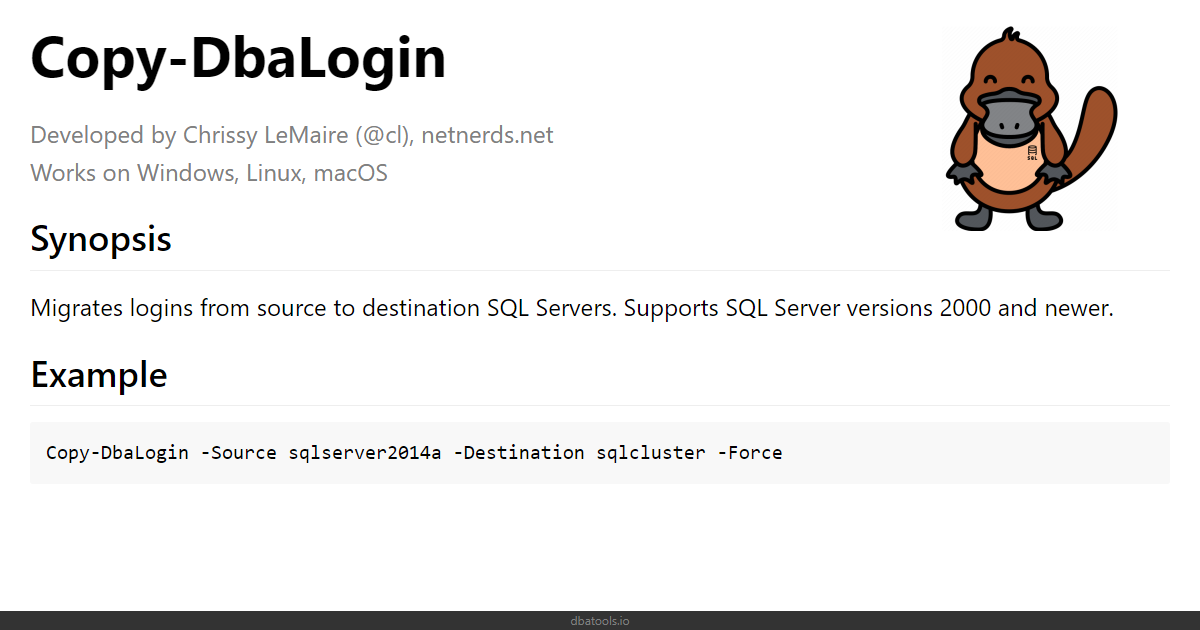 Copy-DbaLogin
Developed by Chrissy LeMaire (@cl), netnerds.net
Works on Windows, Linux, macOS
SQL
Synopsis
Migrates logins from source to destination SQL Servers. Supports SQL Server versions 2000 and newer.
Example
Copy-DbaLogin -Source sqlserver2014a -Destination sqlcluster -Force
dbatools.io